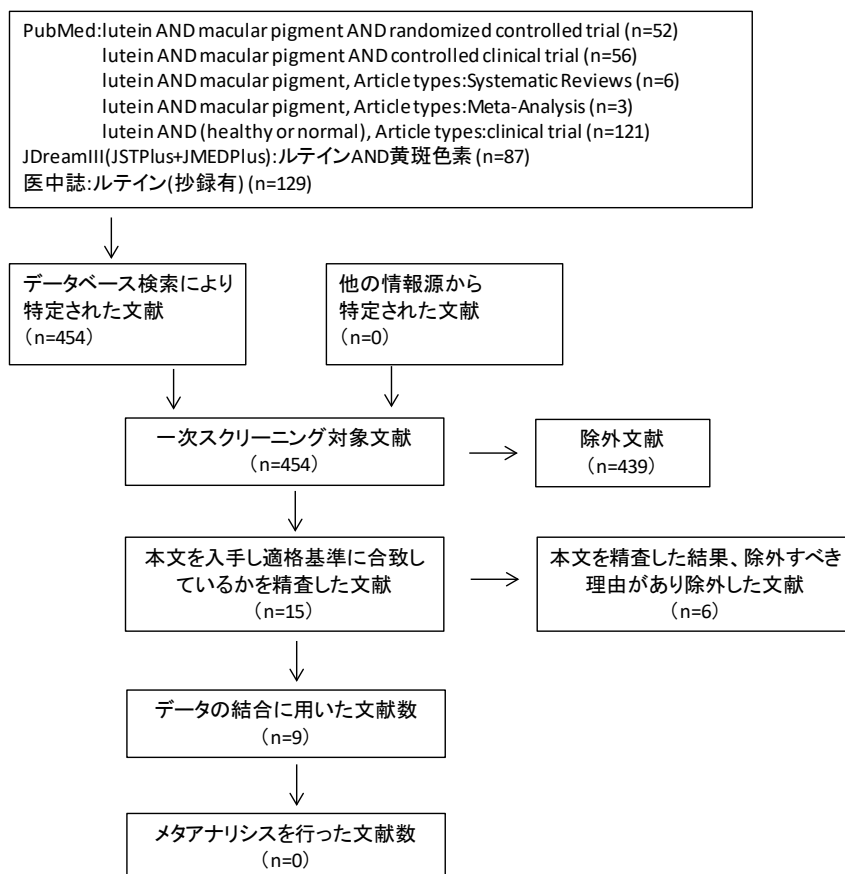 PubMed:lutein AND macular pigment AND randomized controlled trial (n=52)
lutein AND macular pigment AND controlled clinical trial (n=56)
lutein AND macular pigment, Article types:Systematic Reviews (n=6)
lutein AND macular pigment, Article types:Meta-Analysis (n=3)
lutein AND (healthy or normal), Article types:clinical trial (n=121)
JDreamIII(JSTPlus+JMEDPlus):ルテインAND黄斑色素 (n=87)
医中誌:ルテイン(抄録有) (n=129)
データベース検索により
特定された文献
(n=454)
他の情報源から
特定された文献
(n=0)
一次スクリーニング対象文献
(n=454)
除外文献
(n=439)
本文を入手し適格基準に合致し
ているかを精査した文献
(n=15)
本文を精査した結果、除外すべき
理由があり除外した文献
(n=6)
データの結合に用いた文献数
(n=9)
メタアナリシスを行った文献数
(n=0)